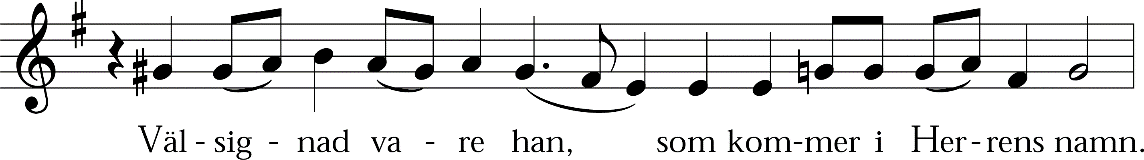 Väl - sig - nad va - re han, som kom-mer i Her-rens namn.